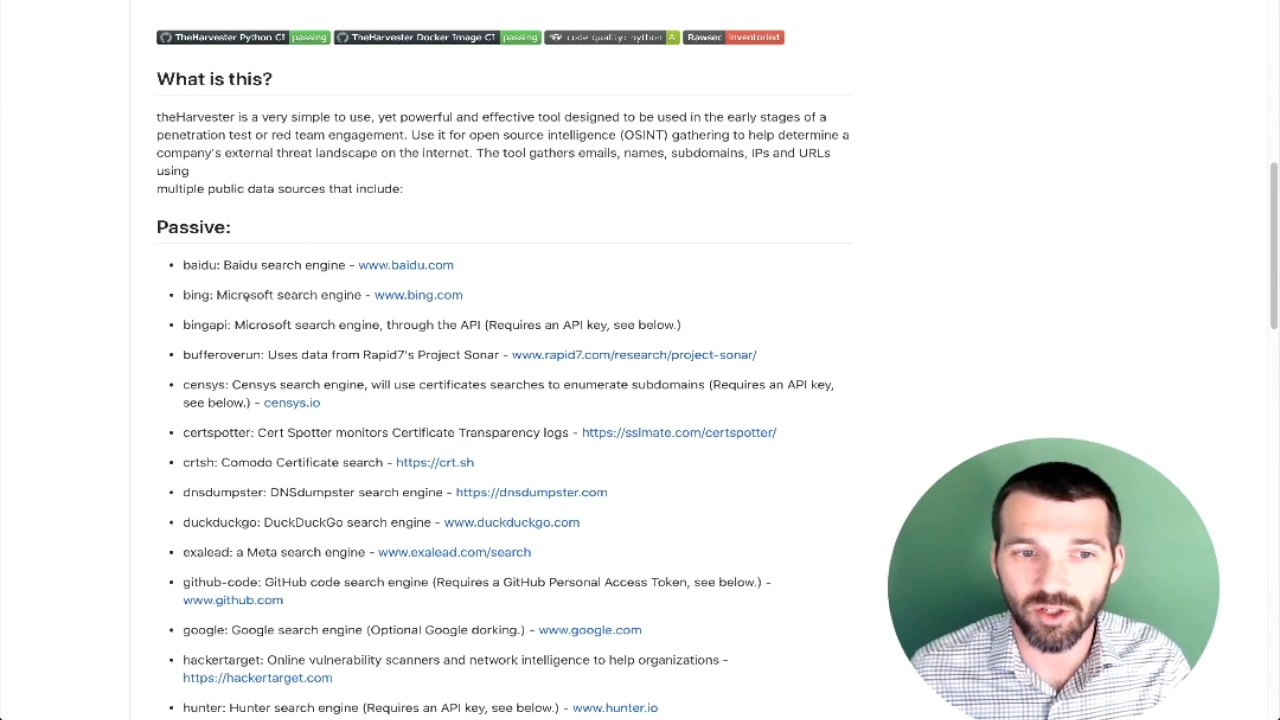 TheHarvester Python CI passing TheHarvester Docker Image CI passing code quality: python A Rawsec inventoried
What is this?
theHarvester is a very simple to use, yet powerful and effective tool designed to be used in the early stages of a
penetration test or red team engagement. Use it for open source intelligence (OSINT) gathering to help determine a
company's external threat landscape on the internet. The tool gathers emails, names, subdomains, IPs and URLs
using
multiple public data sources that include:
Passive:
• baidu: Baidu search engine - www.baidu.com
• bing: Microsoft search engine - www.bing.com
• bingapi: Microsoft search engine, through the API (Requires an API key, see below.)
• bufferoverun: Uses data from Rapid7's Project Sonar - www.rapid7.com/research/project-sonar/
• censys: Censys search engine, will use certificates searches to enumerate subdomains (Requires an API key,
see below.) - censys.io
• certspotter: Cert Spotter monitors Certificate Transparency logs - https://sslmate.com/certspotter/
• crtsh: Comodo Certificate search - https://crt.sh
• dnsdumpster: DNSdumpster search engine - https://dnsdumpster.com
• duckduckgo: DuckDuckGo search engine - www.duckduckgo.com
• exalead: a Meta search engine - www.exalead.com/search
• github-code: GitHub code search engine (Requires a GitHub Personal Access Token, see below.) -
www.github.com
• google: Google search engine (Optional Google dorking.) - www.google.com
• hackertarget: Online vulnerability scanners and network intelligence to help organizations -
https://hackertarget.com
• hunter: Hunter search engine (Requires an API key, see below.) - www.hunter.io